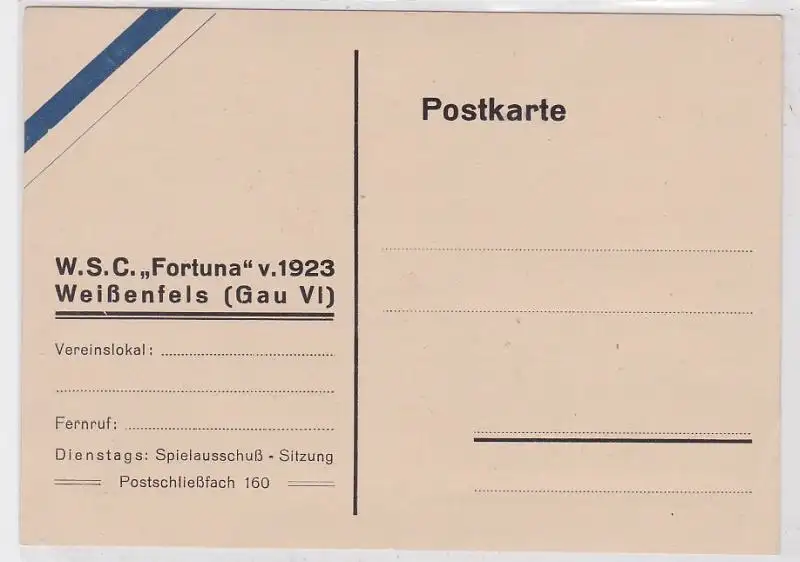 W.S.C. „Fortuna“ v. 1923
Weißenfels (Gau VI)
Vereinslokal:
Fernruf:
Dienstags: Spielausschuß - Sitzung
Postschließfach 160
Postkarte